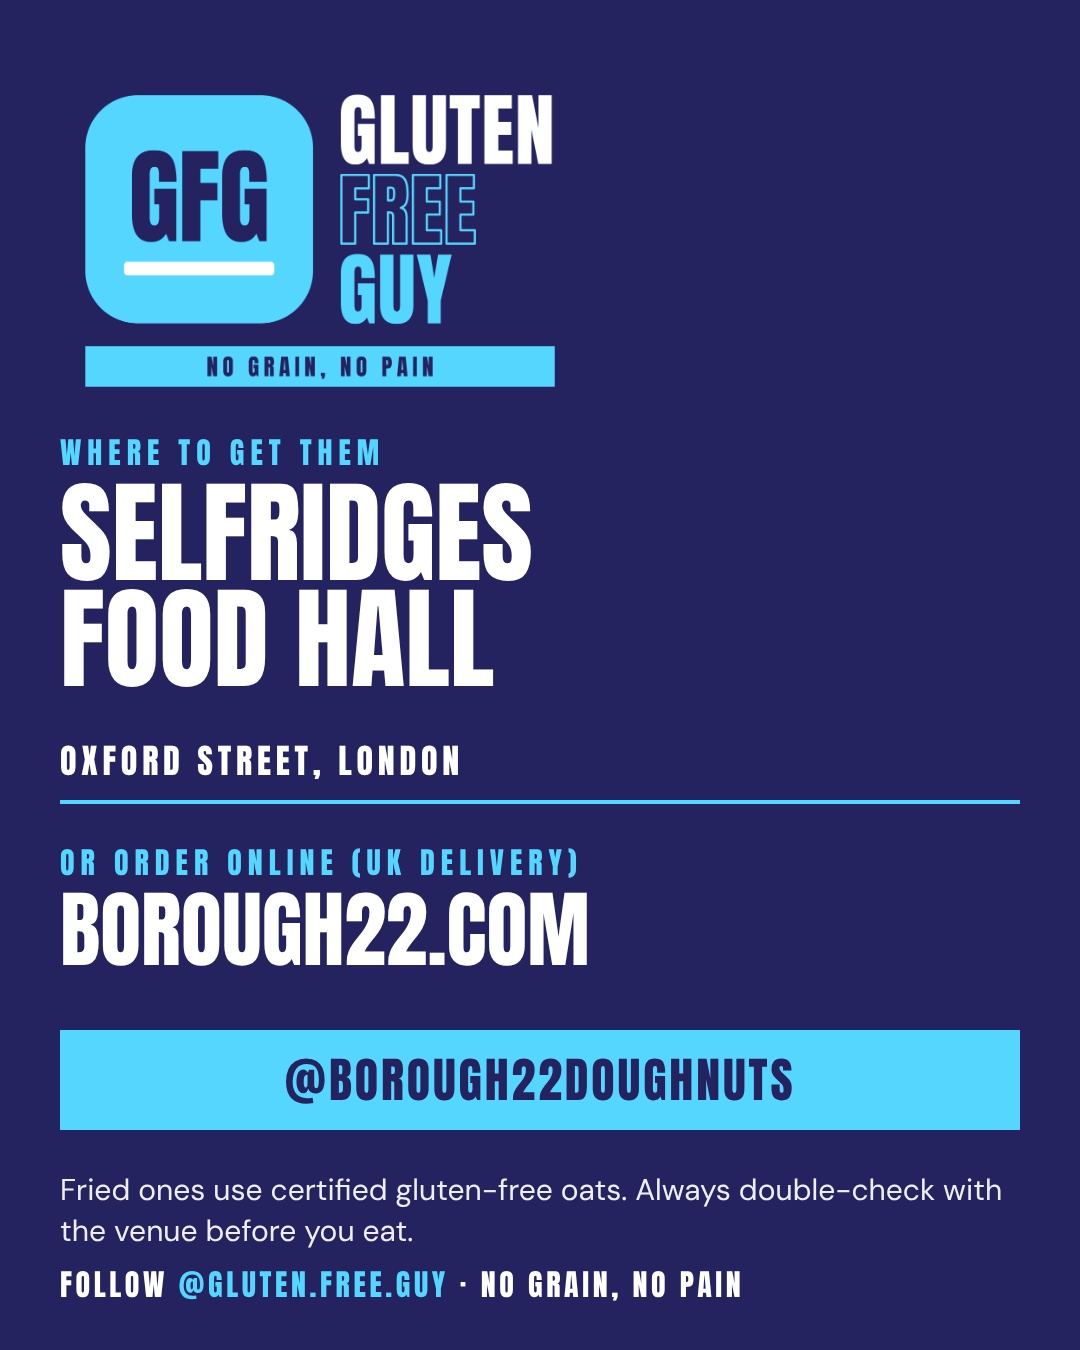 GFG
GLUTEN
FREE
GUY
NO GRAIN, NO PAIN
WHERE TO GET THEM
SELFRIDGES
FOOD HALL
OXFORD STREET, LONDON
OR ORDER ONLINE (UK DELIVERY)
BOROUGH22.COM
@BOROUGH22DOUGHNUTS
Fried ones use certified gluten-free oats. Always double-check with
the venue before you eat.
FOLLOW @GLUTEN.FREE.GUY · NO GRAIN, NO PAIN